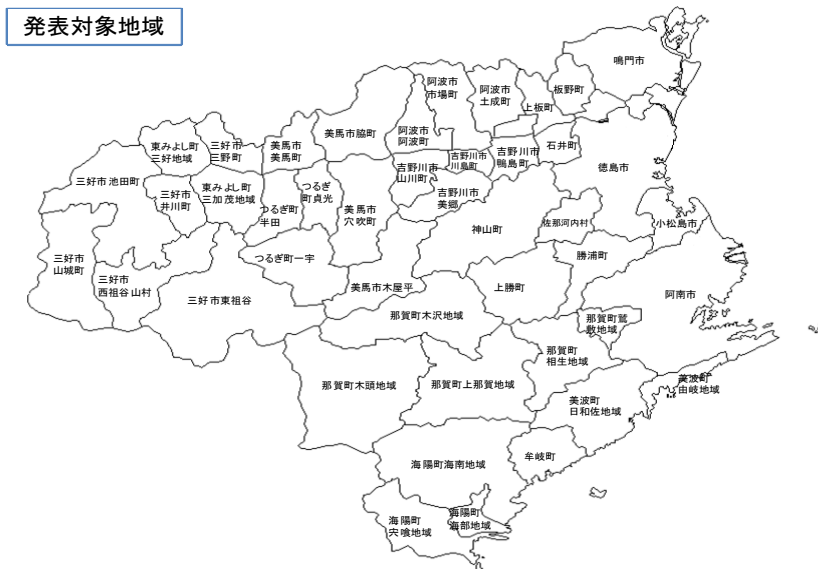 発表対象地域
鳴門市
阿波市
市場町
阿波市
土成町
板野町
上板町
美馬市脇町
阿波市
阿波町
東みよし町
三好地域
三好市
三野町
美馬市
美馬町
吉野川市
川島町
吉野川市
鴨島町
石井町
徳島市
三好市池田町
三好市
井川町
東みよし町
三加茂地域
つるぎ町
半田
つるぎ
町貞光
美馬市
穴吹町
吉野川市
山川町
吉野川市
美郷
神山町
佐那河内村
小松島市
勝浦町
三好市
山城町
三好市
西祖谷山村
三好市東祖谷
つるぎ町一宇
美馬市木屋平
上勝町
阿南市
那賀町木沢地域
那賀町鷲
敷地域
那賀町
相生地域
那賀町木頭地域
那賀町上那賀地域
美波町
由岐地域
美波町
日和佐地域
牟岐町
海陽町海南地域
海陽町
宍喰地域
海陽町
海部地域